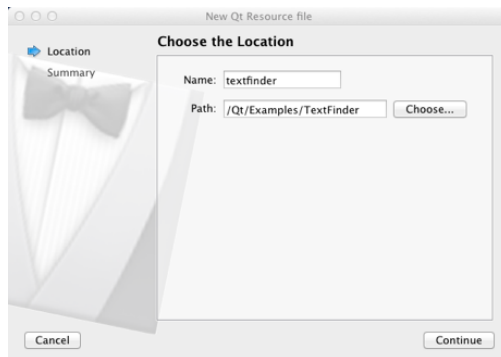 New Qt Resource file
Location
Summary
Choose the Location
Name: textfinder
Path: /Qt/Examples/TextFinder Choose...
Cancel Continue